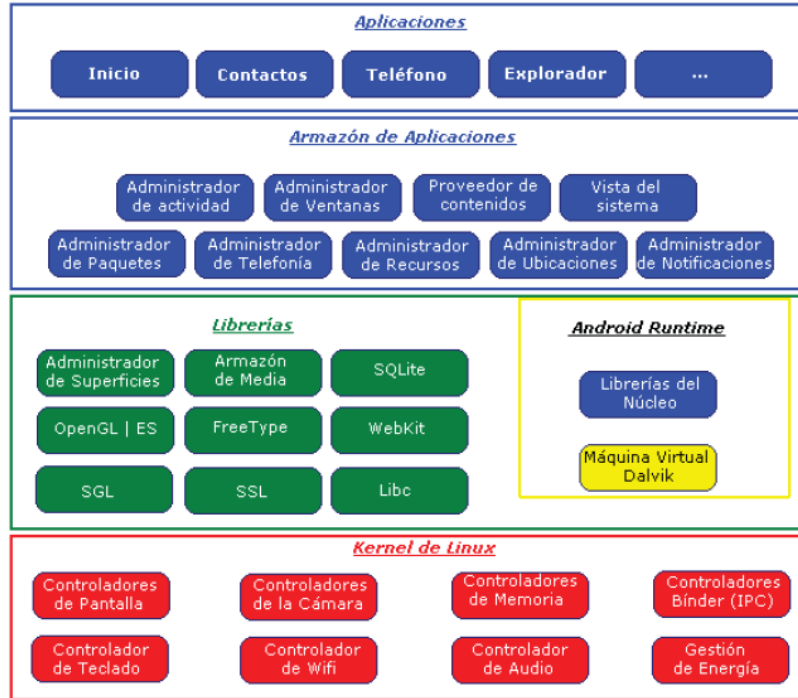 Aplicaciones
Inicio
Contactos
Teléfono
Explorador
...
Armazón de Aplicaciones
Administrador
de actividad
Administrador
de Ventanas
Proveedor de
contenidos
Vista del
sistema
Administrador
de Paquetes
Administrador
de Telefonía
Administrador
de Recursos
Administrador
de Ubicaciones
Administrador
de Notificaciones
Librerías
Administrador
de Superficies
Armazón
de Media
SQLite
OpenGL | ES
FreeType
WebKit
SGL
SSL
Libc
Android Runtime
Librerías del
Núcleo
Máquina Virtual
Dalvik
Kernel de Linux
Controladores
de Pantalla
Controladores
de la Cámara
Controladores
de Memoria
Controladores
Bínder (IPC)
Controlador
de Teclado
Controlador
de Wifi
Controlador
de Audio
Gestión
de Energía